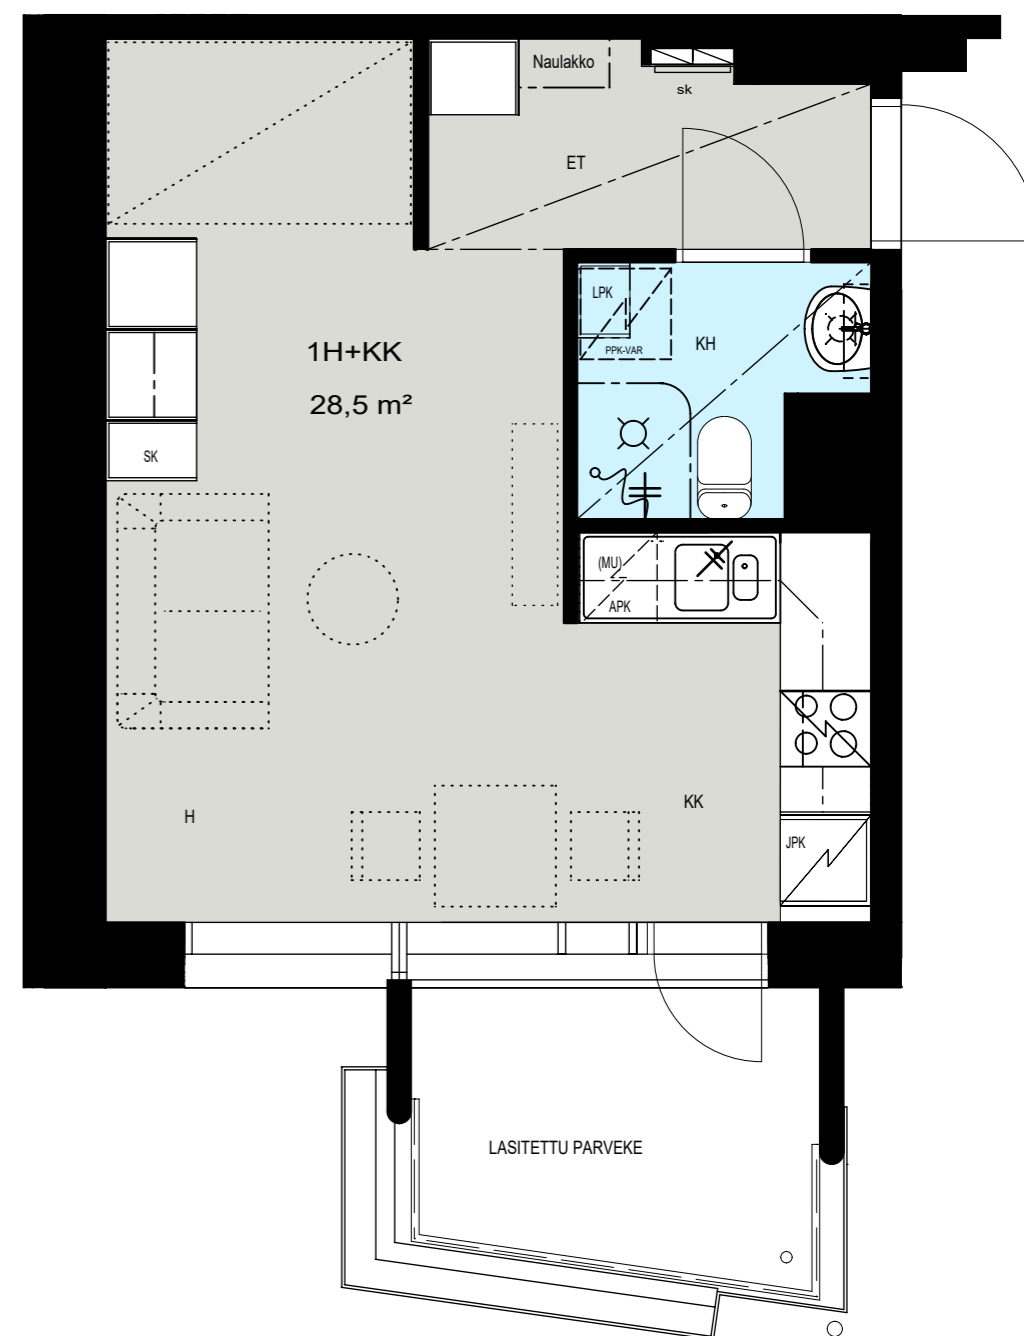 Naulakko
sk
ET
LPK
PPK-VAR
KH
1H+KK
28,5 m²
SK
(MU)
APK
H
KK
JPK
LASITETTU PARVEKE